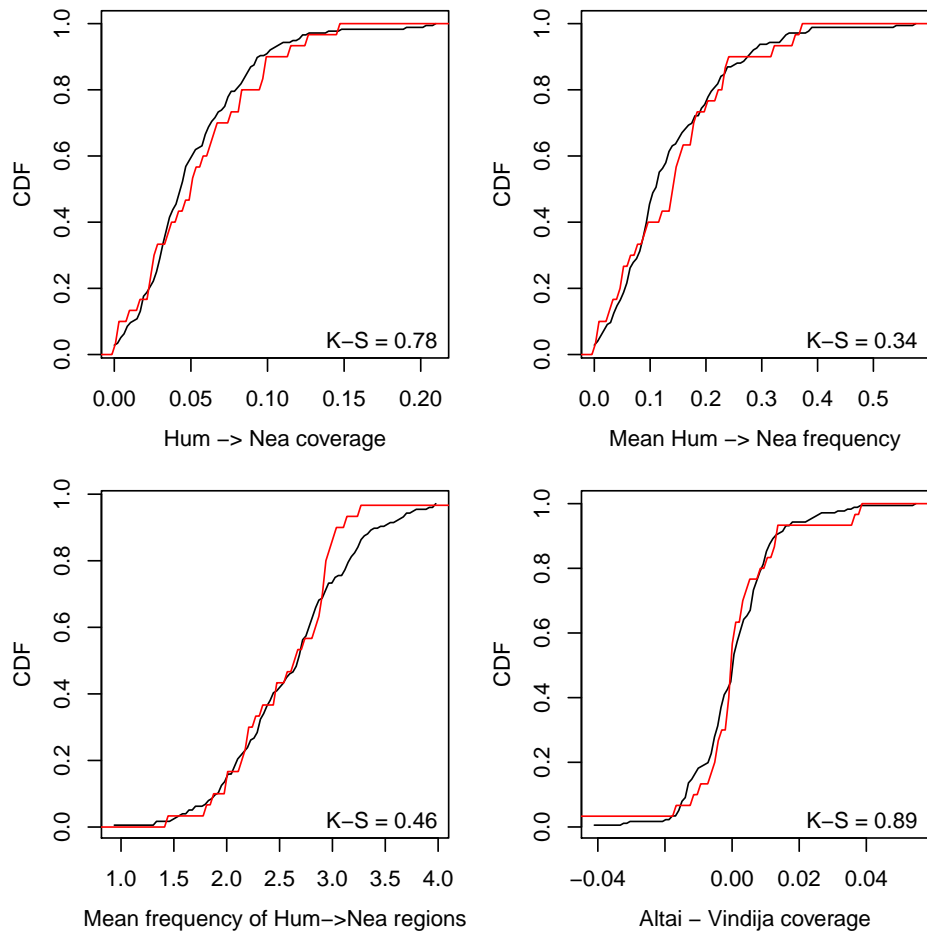 CDF
0.0 0.2 0.4 0.6 0.8 1.0
K−S = 0.78
0.00 0.05 0.10 0.15 0.20
Hum −> Nea coverage
CDF
0.0 0.2 0.4 0.6 0.8 1.0
K−S = 0.34
0.0 0.1 0.2 0.3 0.4 0.5
Mean Hum −> Nea frequency
CDF
0.0 0.2 0.4 0.6 0.8 1.0
K−S = 0.46
1.0 1.5 2.0 2.5 3.0 3.5 4.0
Mean frequency of Hum−>Nea regions
CDF
0.0 0.2 0.4 0.6 0.8 1.0
K−S = 0.89
−0.04 0.00 0.02 0.04
Altai − Vindija coverage